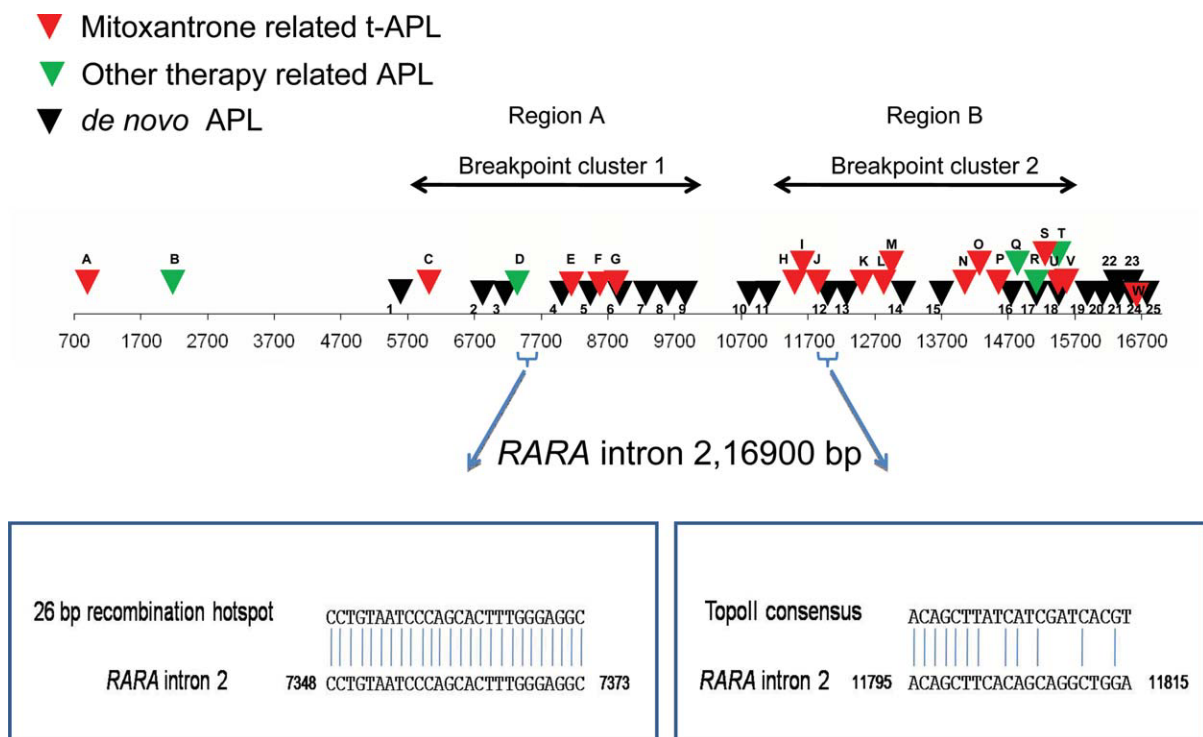 Mitoxantrone related t-APL
Other therapy related APL
de novo APL
Region A
Region B
Breakpoint cluster 1
Breakpoint cluster 2
S T
I M O Q
A B C D E F G H J K L N P R U V 22 23
W
1 2 3 4 5 6 7 8 9 10 11 12 13 14 15 16 17 18 19 20 21 24 25
700 1700 2700 3700 4700 5700 6700 7700 8700 9700 10700 11700 12700 13700 14700 15700 16700
RARA intron 2,16900 bp
26 bp recombination hotspot CCTGTAATCCCAGCACTTTGGGAGGC
RARA intron 2 7348 CCTGTAATCCCAGCACTTTGGGAGGC 7373
TopoII consensus ACAGCTTATCATCGATCACGT
RARA intron 2 11795 ACAGCTTCACAGCAGGCTGGA 11815